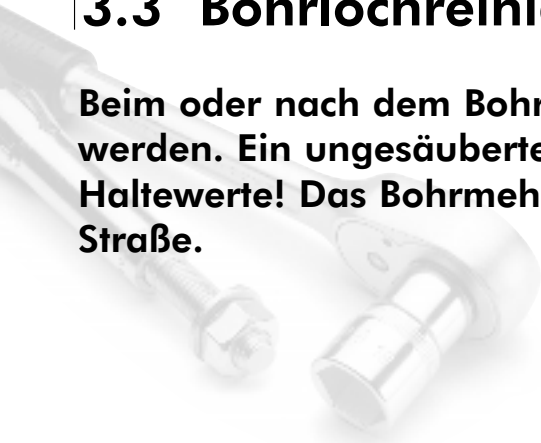 3.3 Bohrlochreini
Beim oder nach dem Bohr
werden. Ein ungesäuberte
Haltewerte! Das Bohrmeh
Straße.